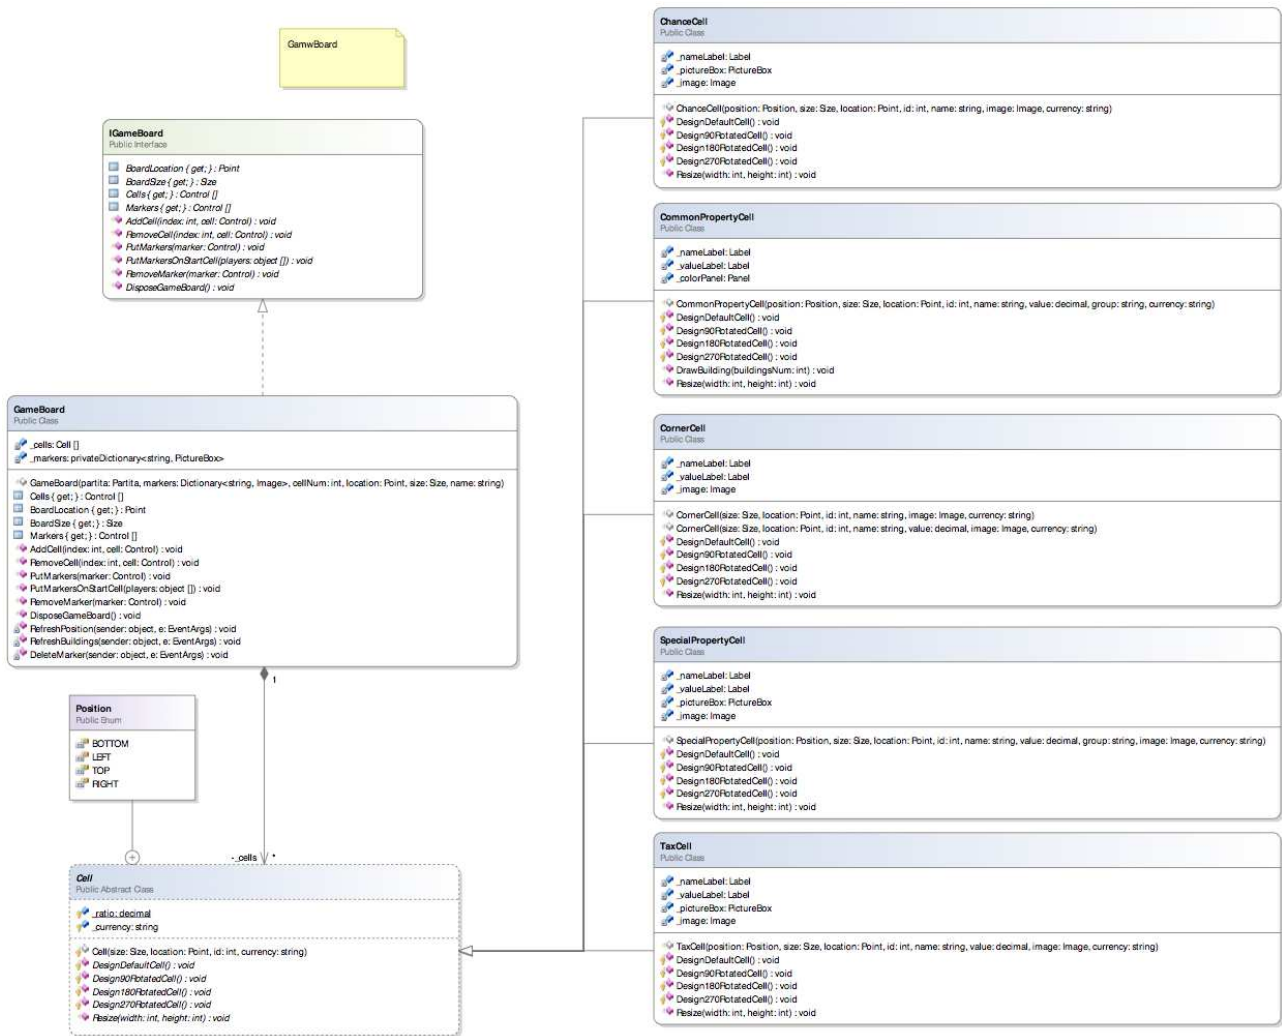 GamwBoard
IGameBoard
Public Interface
BoardLocation { get; } : Point
BoardSize { get; } : Size
Cells { get; } : Control []
Markers { get; } : Control []
AddCell(index: int, cell: Control) : void
RemoveCell(index: int, cell: Control) : void
PutMarkers(marker: Control) : void
PutMarkersOnStartCell(players: object []) : void
RemoveMarker(marker: Control) : void
DisposeGameBoard() : void
GameBoard
Public Class
_cells: Cell []
_markers: privateDictionary<string, PictureBox>
GameBoard(partita: Partita, markers: Dictionary<string, Image>, cellNum: int, location: Point, size: Size, name: string)
Cells { get; } : Control []
BoardLocation { get; } : Point
BoardSize { get; } : Size
Markers { get; } : Control []
AddCell(index: int, cell: Control) : void
RemoveCell(index: int, cell: Control) : void
PutMarkers(marker: Control) : void
PutMarkersOnStartCell(players: object []) : void
RemoveMarker(marker: Control) : void
DisposeGameBoard() : void
RefreshPosition(sender: object, e: EventArgs) : void
RefreshBuildings(sender: object, e: EventArgs) : void
DeleteMarker(sender: object, e: EventArgs) : void
1
Position
Public Enum
BOTTOM
LEFT
TOP
RIGHT
-_cells *
Cell
Public Abstract Class
_ratio: decimal
_currency: string
Cell(size: Size, location: Point, id: int, currency: string)
DesignDefaultCell() : void
Design90RotatedCell() : void
Design180RotatedCell() : void
Design270RotatedCell() : void
Resize(width: int, height: int) : void
ChanceCell
Public Class
_nameLabel: Label
_pictureBox: PictureBox
_image: Image
ChanceCell(position: Position, size: Size, location: Point, id: int, name: string, image: Image, currency: string)
DesignDefaultCell() : void
Design90RotatedCell() : void
Design180RotatedCell() : void
Design270RotatedCell() : void
Resize(width: int, height: int) : void
CommonPropertyCell
Public Class
_nameLabel: Label
_valueLabel: Label
_colorPanel: Panel
CommonPropertyCell(position: Position, size: Size, location: Point, id: int, name: string, value: decimal, group: string, currency: string)
DesignDefaultCell() : void
Design90RotatedCell() : void
Design180RotatedCell() : void
Design270RotatedCell() : void
DrawBuilding(buildingsNum: int) : void
Resize(width: int, height: int) : void
CornerCell
Public Class
_nameLabel: Label
_valueLabel: Label
_image: Image
CornerCell(size: Size, location: Point, id: int, name: string, image: Image, currency: string)
CornerCell(size: Size, location: Point, id: int, name: string, value: decimal, image: Image, currency: string)
DesignDefaultCell() : void
Design90RotatedCell() : void
Design180RotatedCell() : void
Design270RotatedCell() : void
Resize(width: int, height: int) : void
SpecialPropertyCell
Public Class
_nameLabel: Label
_valueLabel: Label
_pictureBox: PictureBox
_image: Image
SpecialPropertyCell(position: Position, size: Size, location: Point, id: int, name: string, value: decimal, group: string, image: Image, currency: string)
DesignDefaultCell() : void
Design90RotatedCell() : void
Design180RotatedCell() : void
Design270RotatedCell() : void
Resize(width: int, height: int) : void
TaxCell
Public Class
_nameLabel: Label
_valueLabel: Label
_pictureBox: PictureBox
_image: Image
TaxCell(position: Position, size: Size, location: Point, id: int, name: string, value: decimal, image: Image, currency: string)
DesignDefaultCell() : void
Design90RotatedCell() : void
Design180RotatedCell() : void
Design270RotatedCell() : void
Resize(width: int, height: int) : void